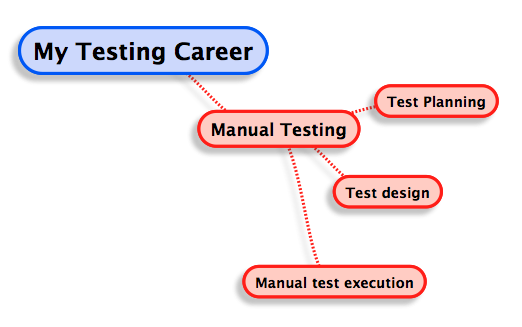 My Testing Career
Test Planning
Manual Testing
Test design
Manual test execution